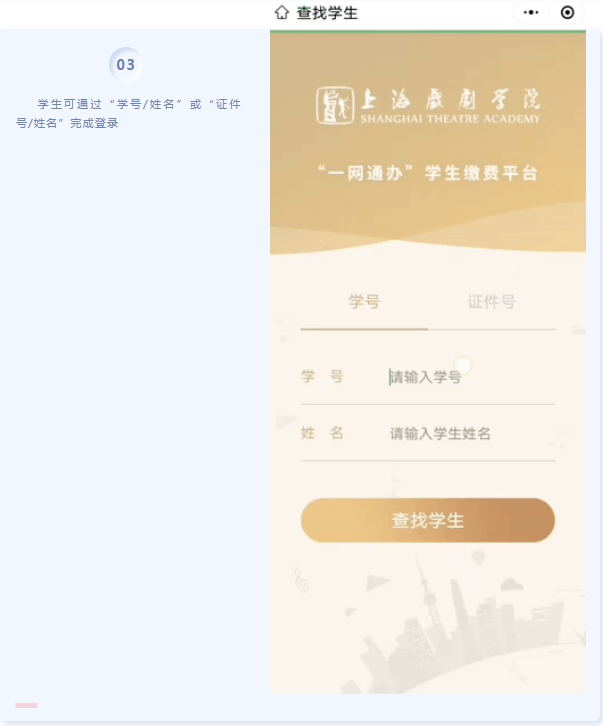 03
学生可通过“学号/姓名”或“证件
号/姓名”完成登录
查找学生
上海戏剧学院
SHANGHAI THEATRE ACADEMY
“一网通办”学生缴费平台
学号 证件号
学 号 请输入学号
姓 名 请输入学生姓名
查找学生